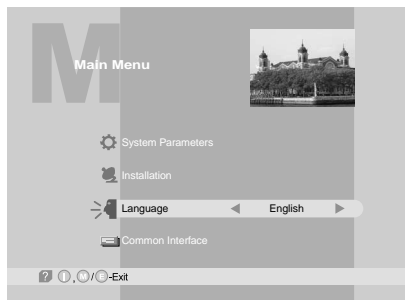 M
Main Menu
System Parameters
Installation
Language English
Common Interface
? I , M / E -Exit